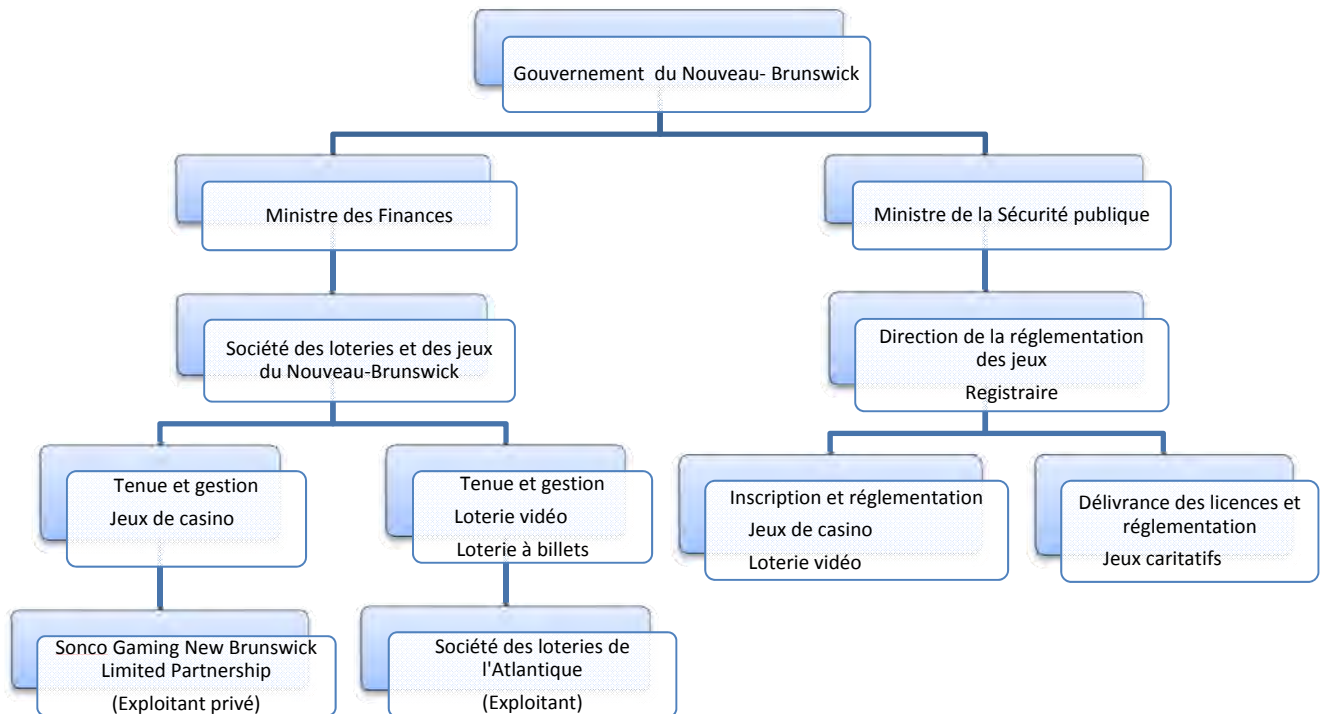 Gouvernement du Nouveau- Brunswick
Ministre des Finances
Ministre de la Sécurité publique
Société des loteries et des jeux
du Nouveau-Brunswick
Direction de la réglementation
des jeux
Registraire
Tenue et gestion
Jeux de casino
Tenue et gestion
Loterie vidéo
Loterie à billets
Inscription et réglementation
Jeux de casino
Loterie vidéo
Délivrance des licences et
réglementation
Jeux caritatifs
Sonco Gaming New Brunswick
Limited Partnership
(Exploitant privé)
Société des loteries de
l'Atlantique
(Exploitant)